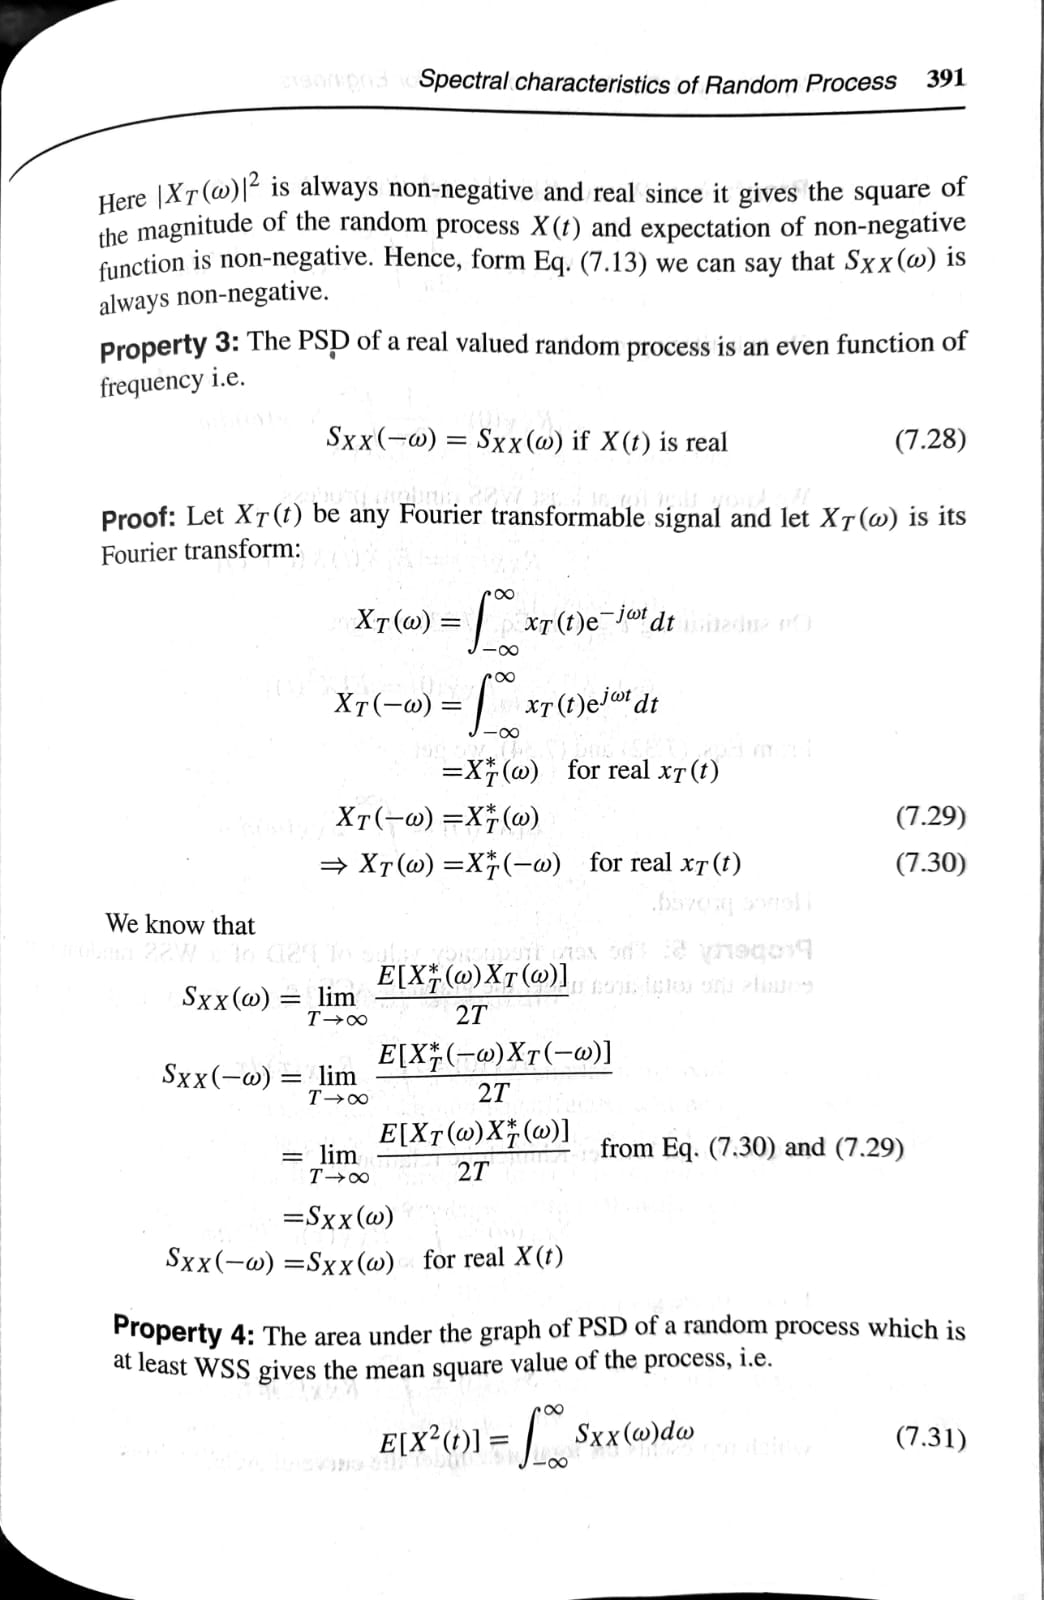 Spectral characteristics of Random Process 391
Here |X_T(ω)|² is always non-negative and real since it gives the square of
the magnitude of the random process X(t) and expectation of non-negative
function is non-negative. Hence, form Eq. (7.13) we can say that S_XX(ω) is
always non-negative.
Property 3: The PSD of a real valued random process is an even function of
frequency i.e.
S_XX(−ω) = S_XX(ω) if X(t) is real (7.28)
Proof: Let X_T(t) be any Fourier transformable signal and let X_T(ω) is its
Fourier transform:
X_T(ω) = ∫_{−∞}^{∞} x_T(t)e^{−jωt} dt
X_T(−ω) = ∫_{−∞}^{∞} x_T(t)e^{jωt} dt
=X*_T(ω) for real x_T(t)
X_T(−ω) =X*_T(ω) (7.29)
⇒ X_T(ω) =X*_T(−ω) for real x_T(t) (7.30)
We know that
S_XX(ω) = lim_{T→∞} E[X*_T(ω)X_T(ω)] / 2T
S_XX(−ω) = lim_{T→∞} E[X*_T(−ω)X_T(−ω)] / 2T
= lim_{T→∞} E[X_T(ω)X*_T(ω)] / 2T from Eq. (7.30) and (7.29)
=S_XX(ω)
S_XX(−ω) =S_XX(ω) for real X(t)
Property 4: The area under the graph of PSD of a random process which is
at least WSS gives the mean square value of the process, i.e.
E[X²(t)] = ∫_{−∞}^{∞} S_XX(ω)dω (7.31)